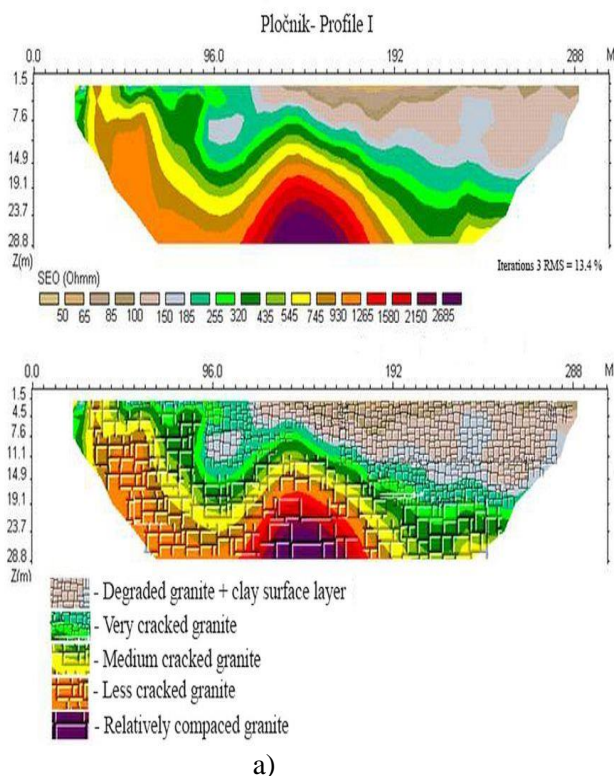 Pločnik- Profile I
0.0 96.0 192 288 M
1.5
7.6
14.9
19.1
23.7
28.8
Z(m)
Iterations 3 RMS = 13.4 %
SEO (Ohmm)
50 65 85 100 150 185 255 320 435 545 745 930 1265 1580 2150 2685
0.0 96.0 192 288 M
1.5
4.5
7.6
11.1
14.9
19.1
23.7
28.8
Z(m)
- Degraded granite + clay surface layer
- Very cracked granite
- Medium cracked granite
- Less cracked granite
- Relatively compaced granite
a)